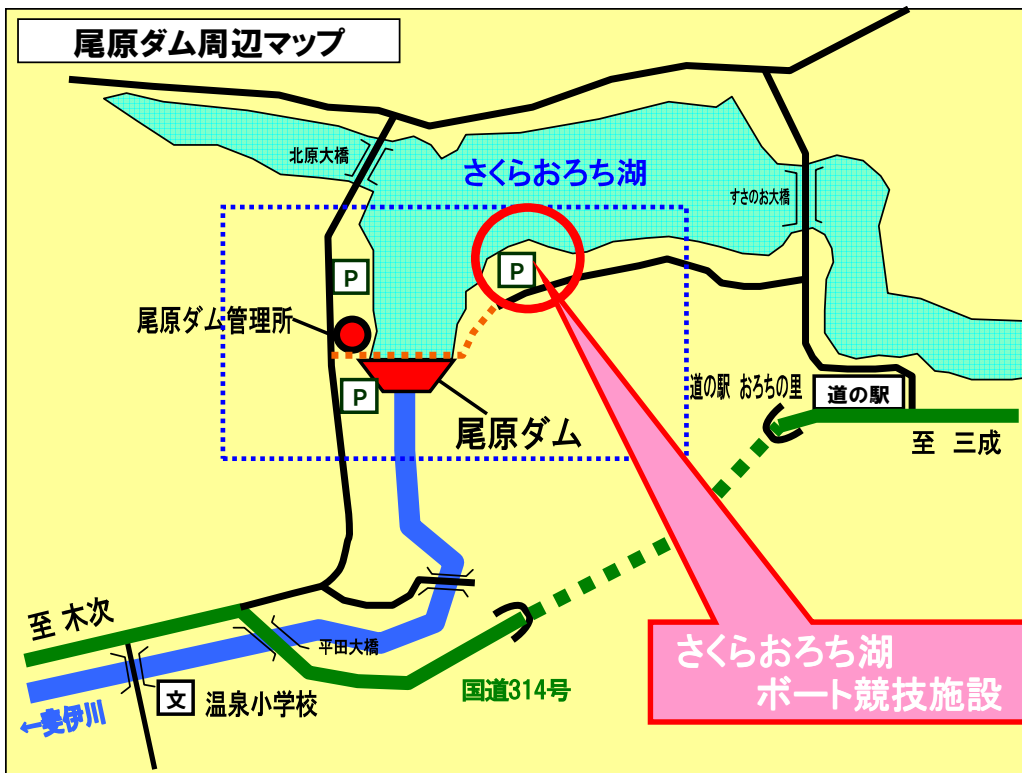 尾原ダム周辺マップ
北原大橋
さくらおろち湖
すさのお大橋
P
P
尾原ダム管理所
P
尾原ダム
道の駅 おろちの里
道の駅
至 三成
至 木次
平田大橋
国道314号
文
温泉小学校
←斐伊川
さくらおろち湖
ボート競技施設